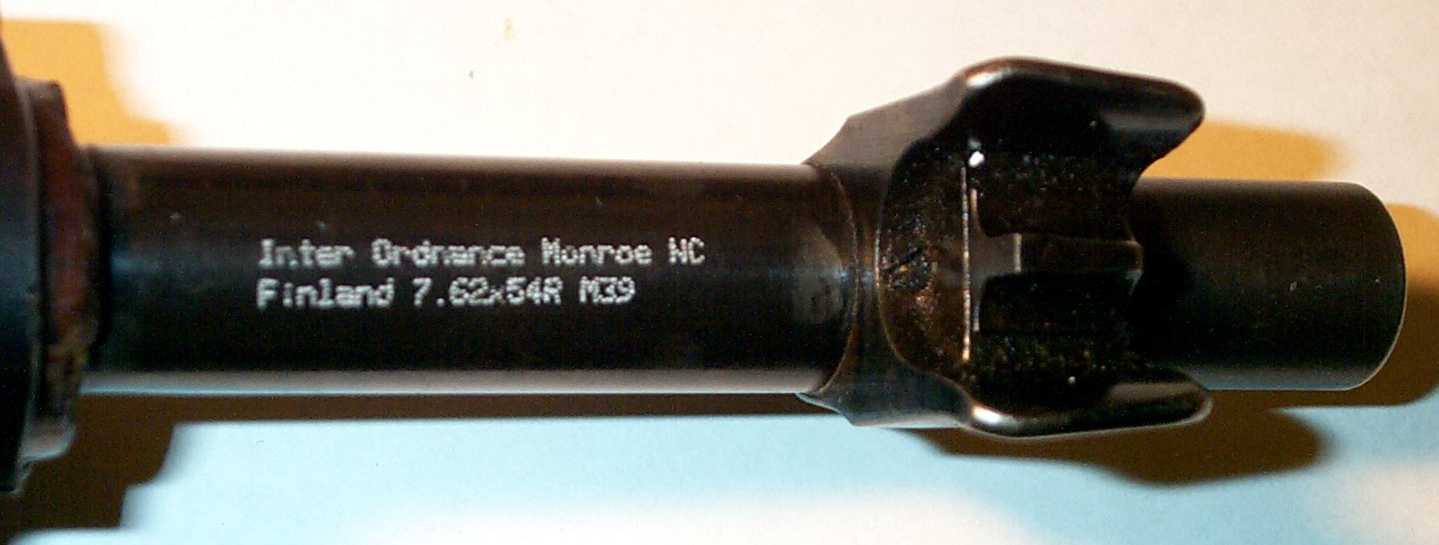 Inter Ordnance Monroe NC
Finland 7.62x54R M39